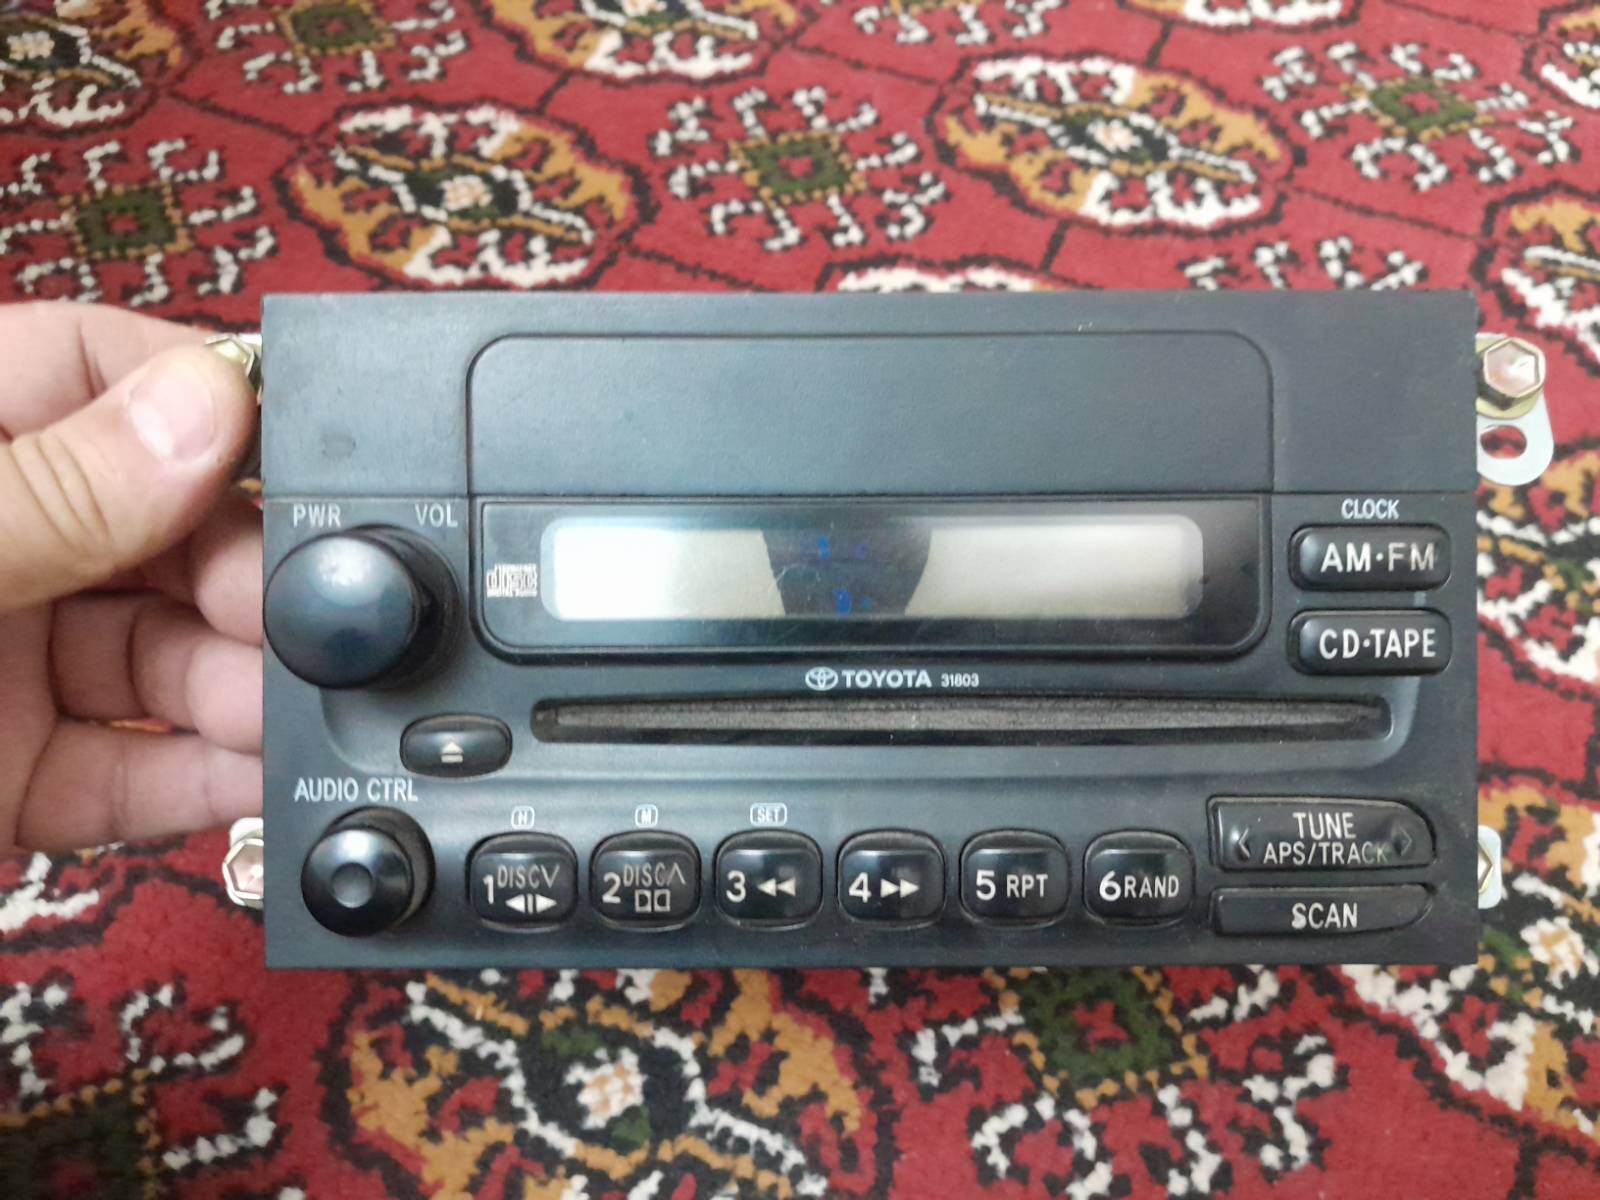 PWR VOL
CLOCK
AM·FM
CD·TAPE
TOYOTA 31803
AUDIO CTRL
H
M
SET
1 DISC
2 DISC
3
4
5 RPT
6 RAND
TUNE
APS/TRACK
SCAN